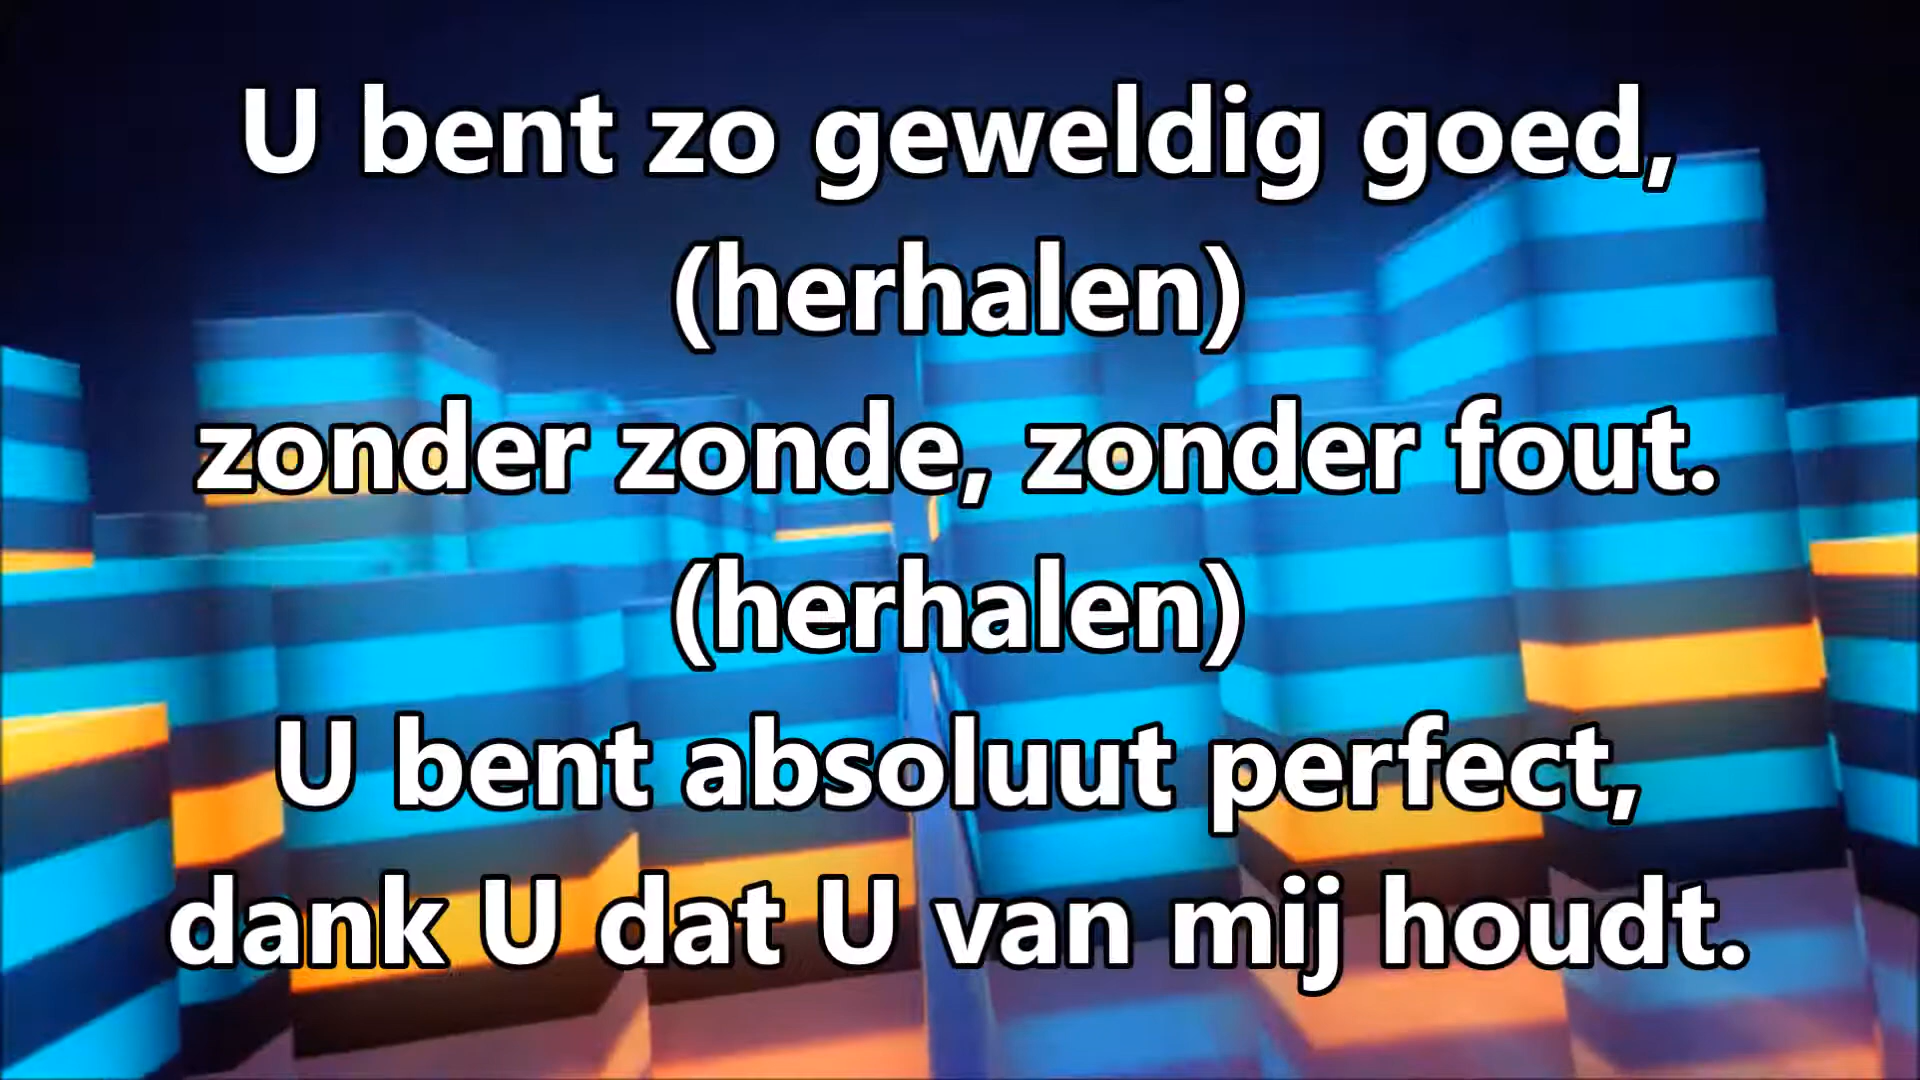 U bent zo geweldig goed,
(herhalen)
zonder zonde, zonder fout.
(herhalen)
U bent absoluut perfect,
dank U dat U van mij houdt.